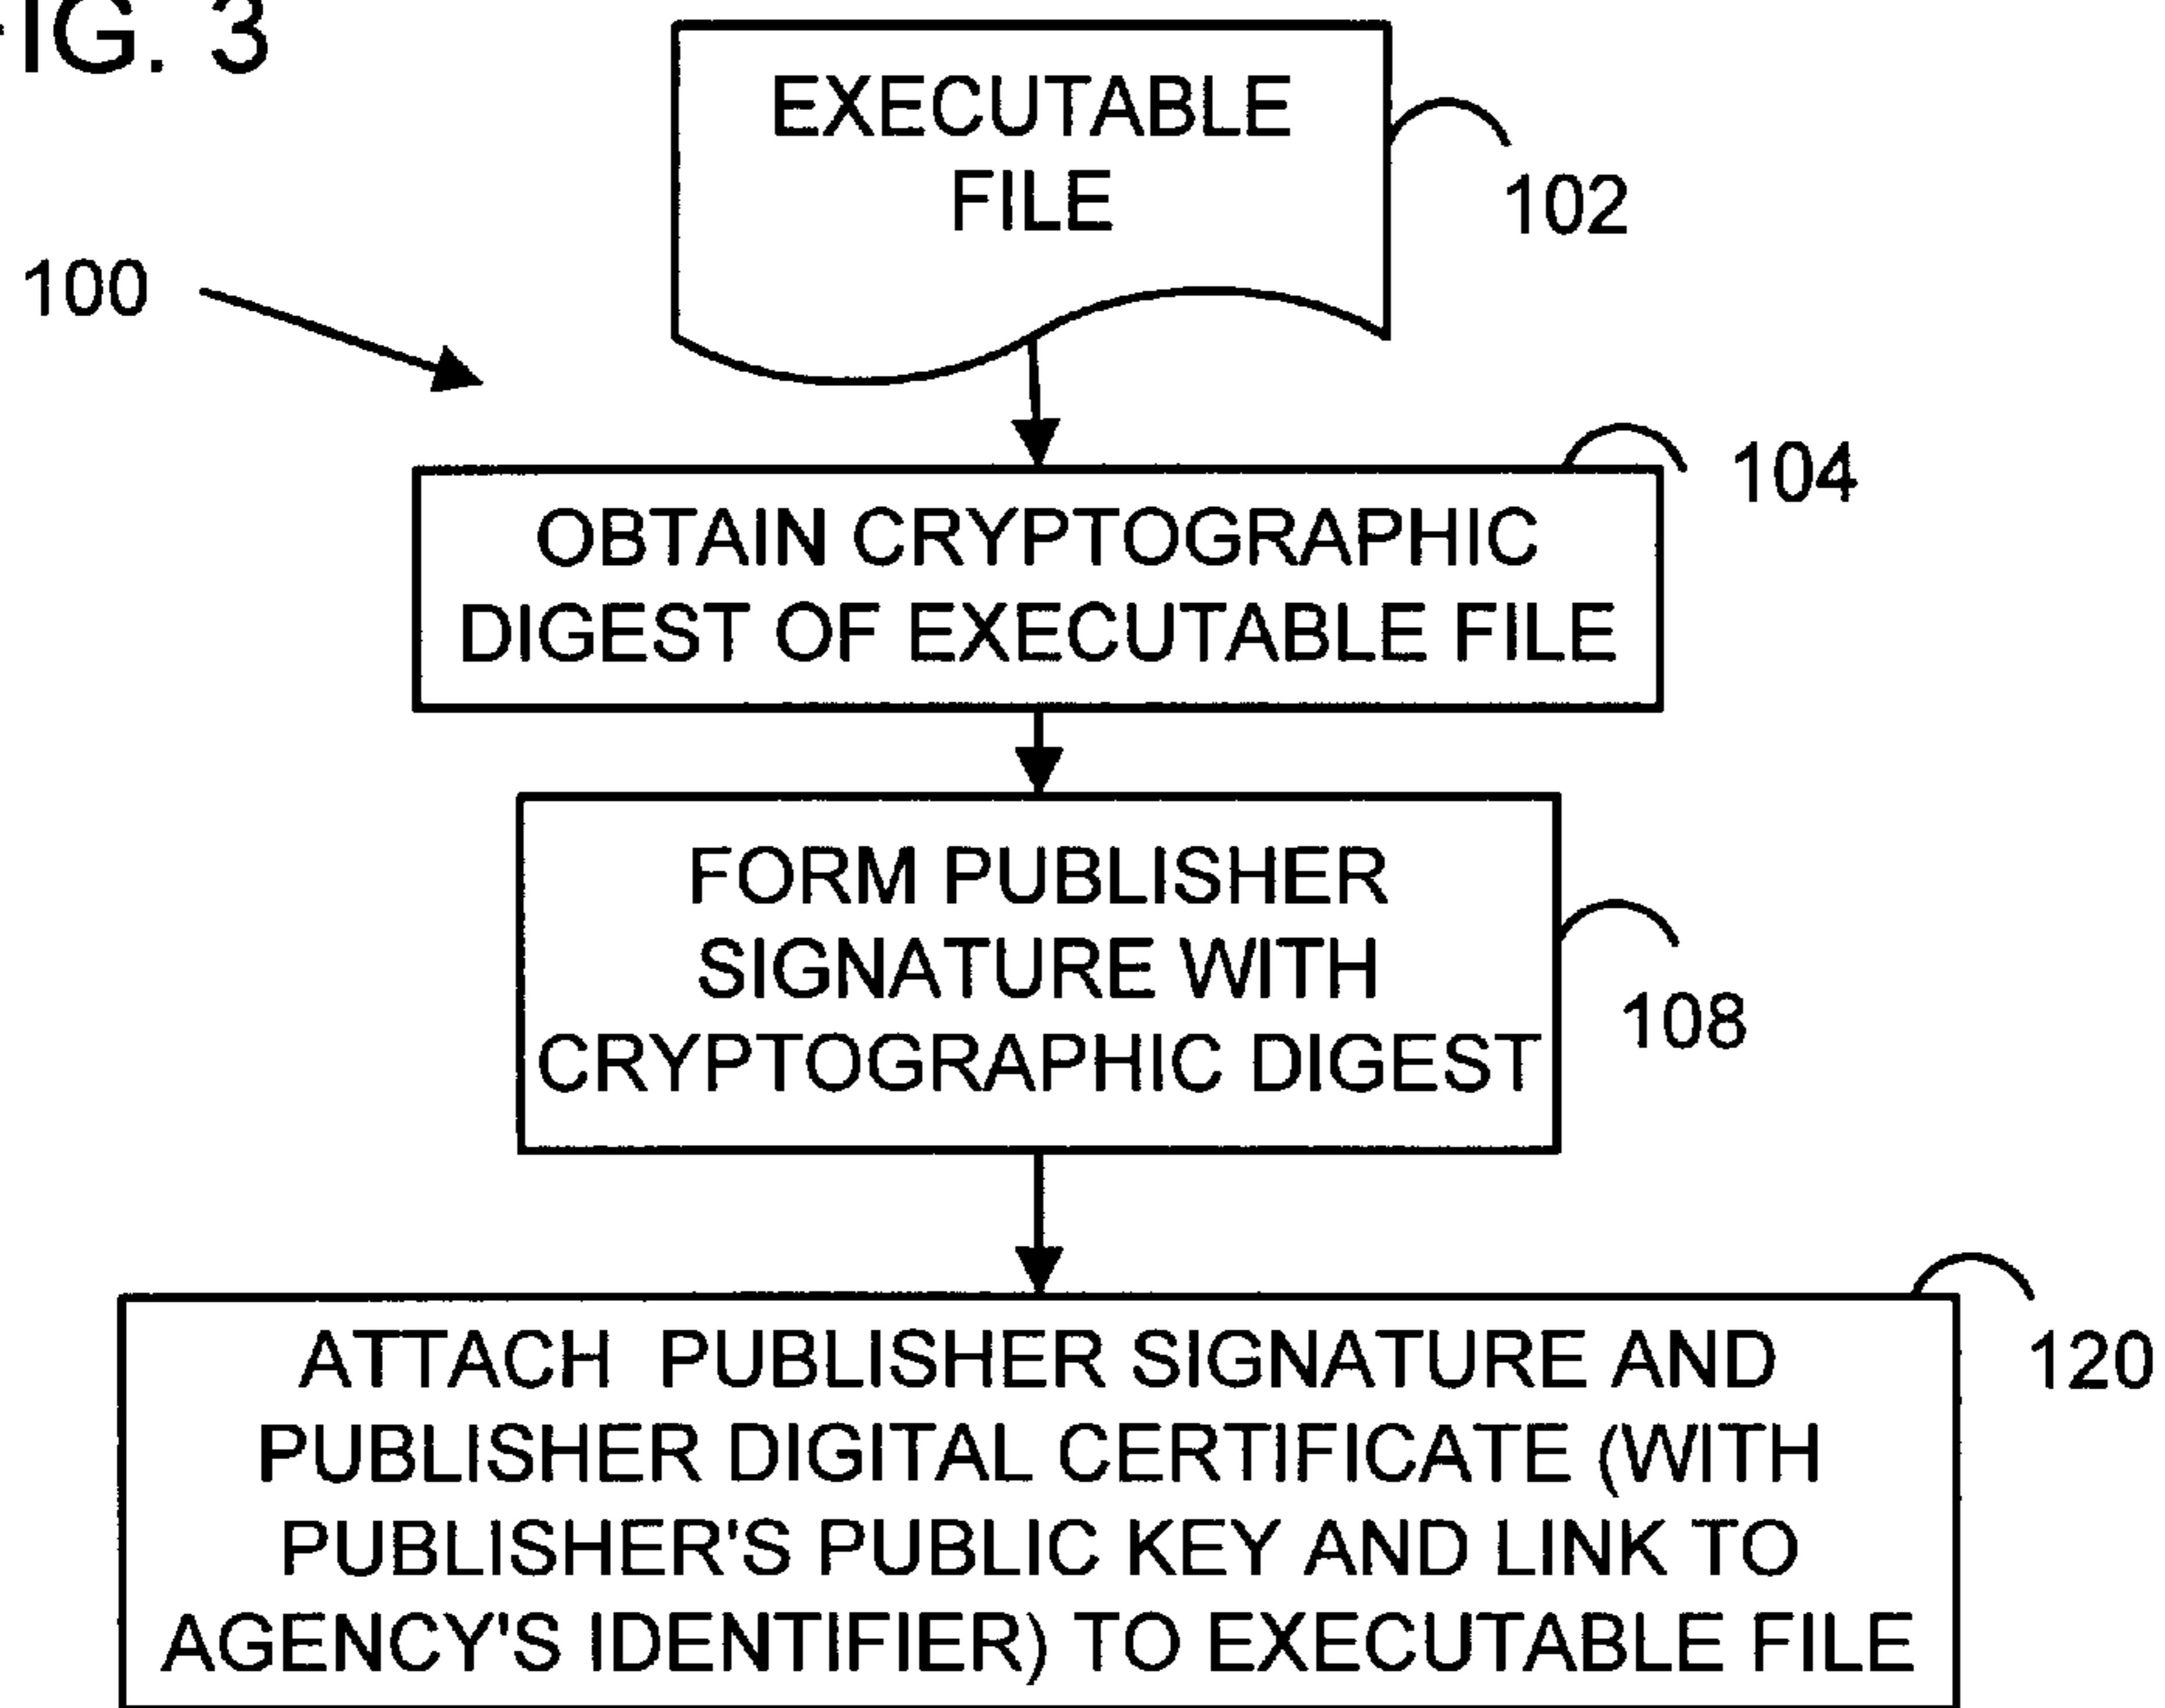 FIG. 3
EXECUTABLE
FILE
102
100
104
OBTAIN CRYPTOGRAPHIC
DIGEST OF EXECUTABLE FILE
FORM PUBLISHER
SIGNATURE WITH
CRYPTOGRAPHIC DIGEST
108
ATTACH PUBLISHER SIGNATURE AND
PUBLISHER DIGITAL CERTIFICATE (WITH
PUBLISHER'S PUBLIC KEY AND LINK TO
AGENCY'S IDENTIFIER) TO EXECUTABLE FILE
120